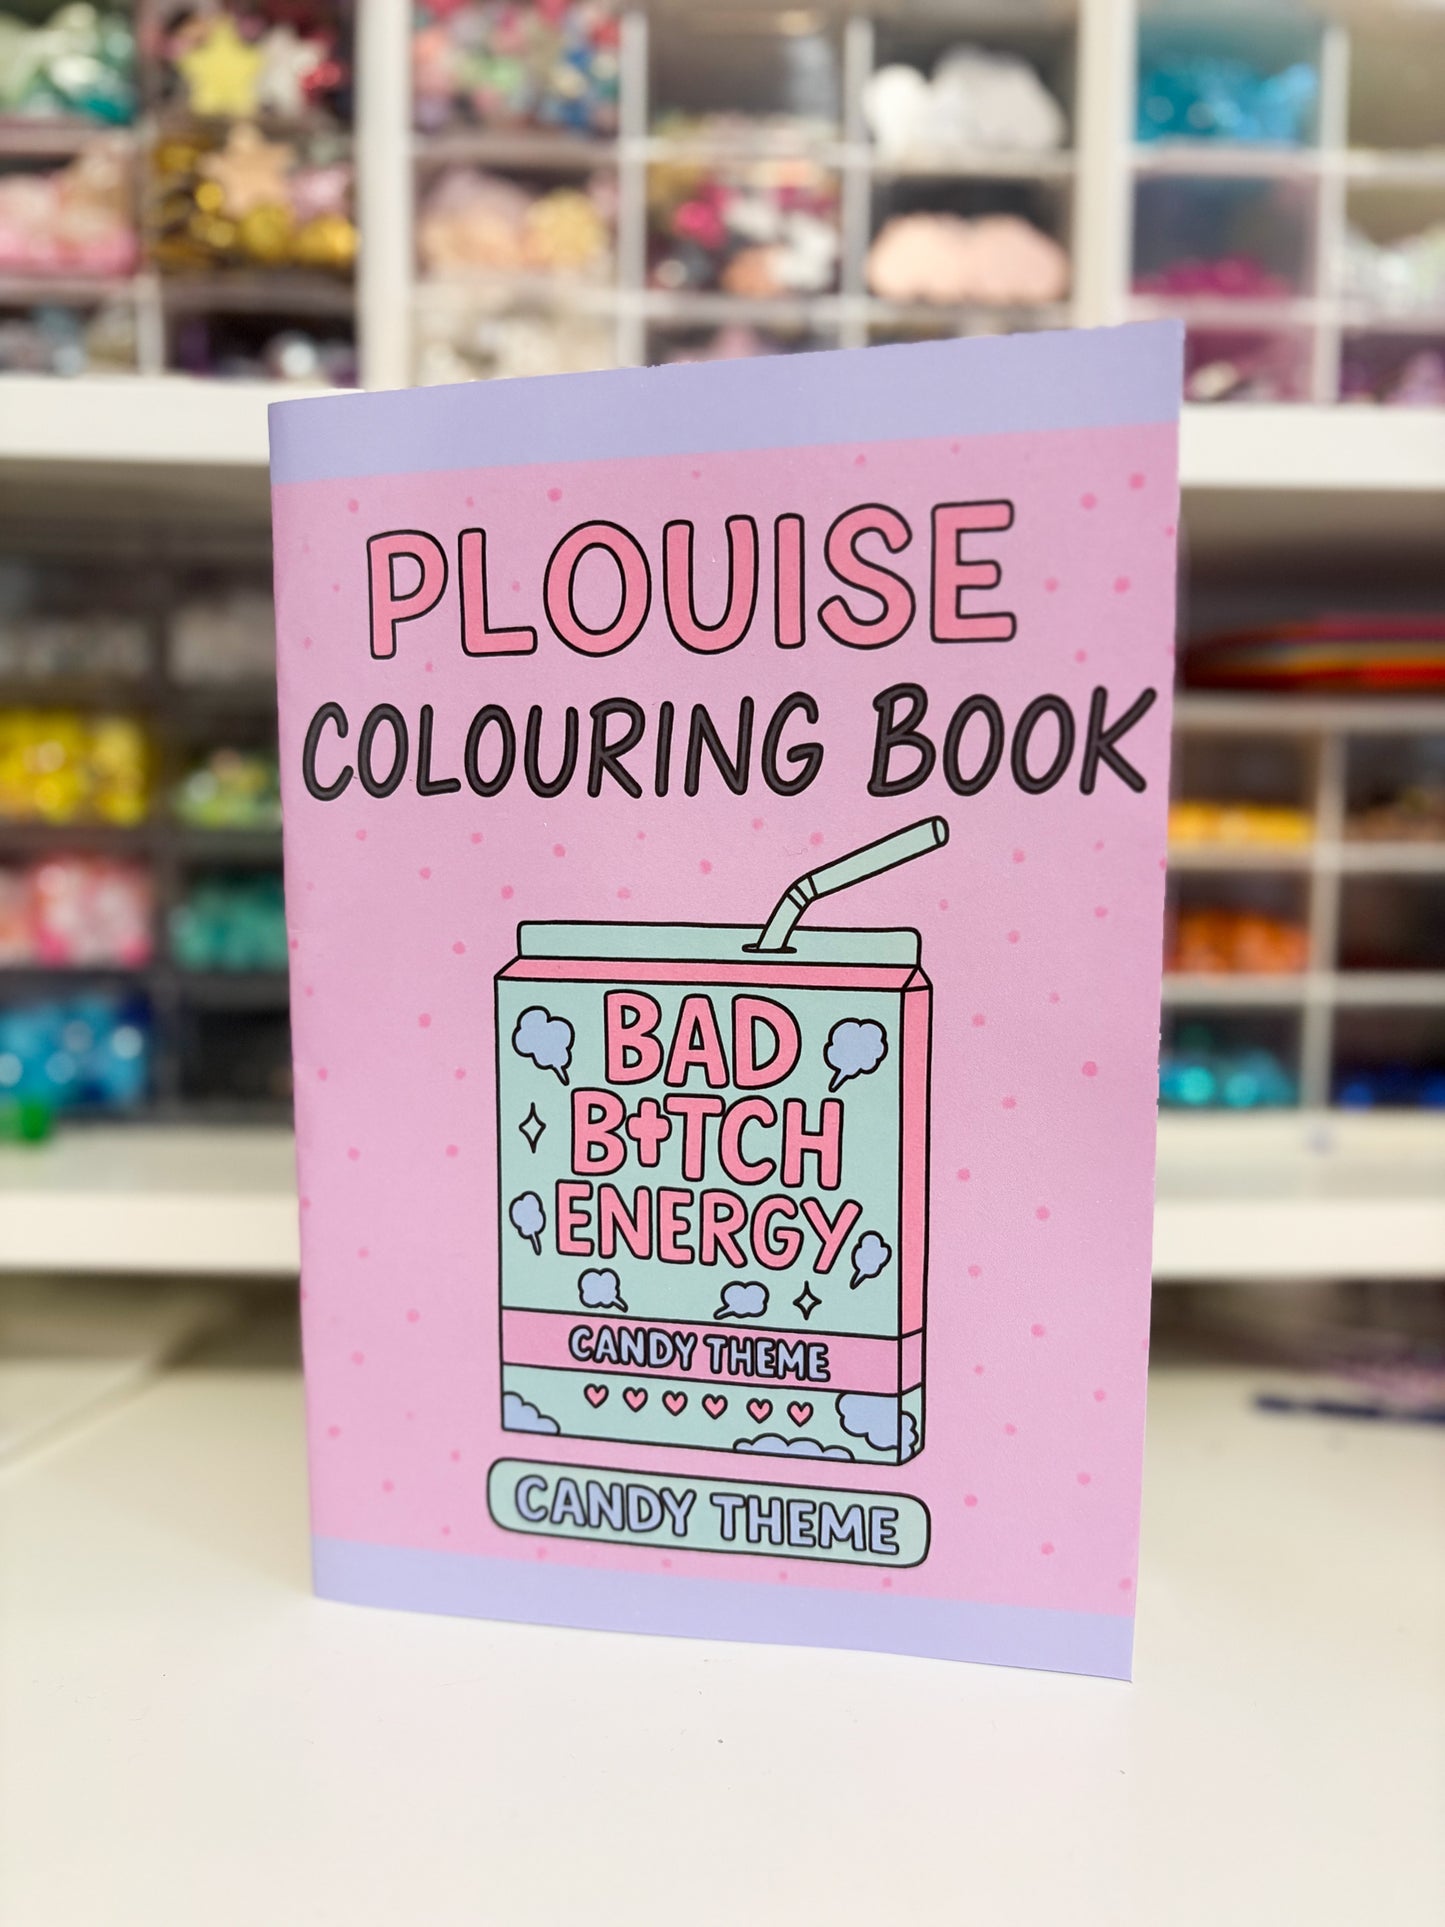 PLOUISE
COLOURING BOOK
BAD
B†TCH
ENERGY
CANDY THEME
CANDY THEME